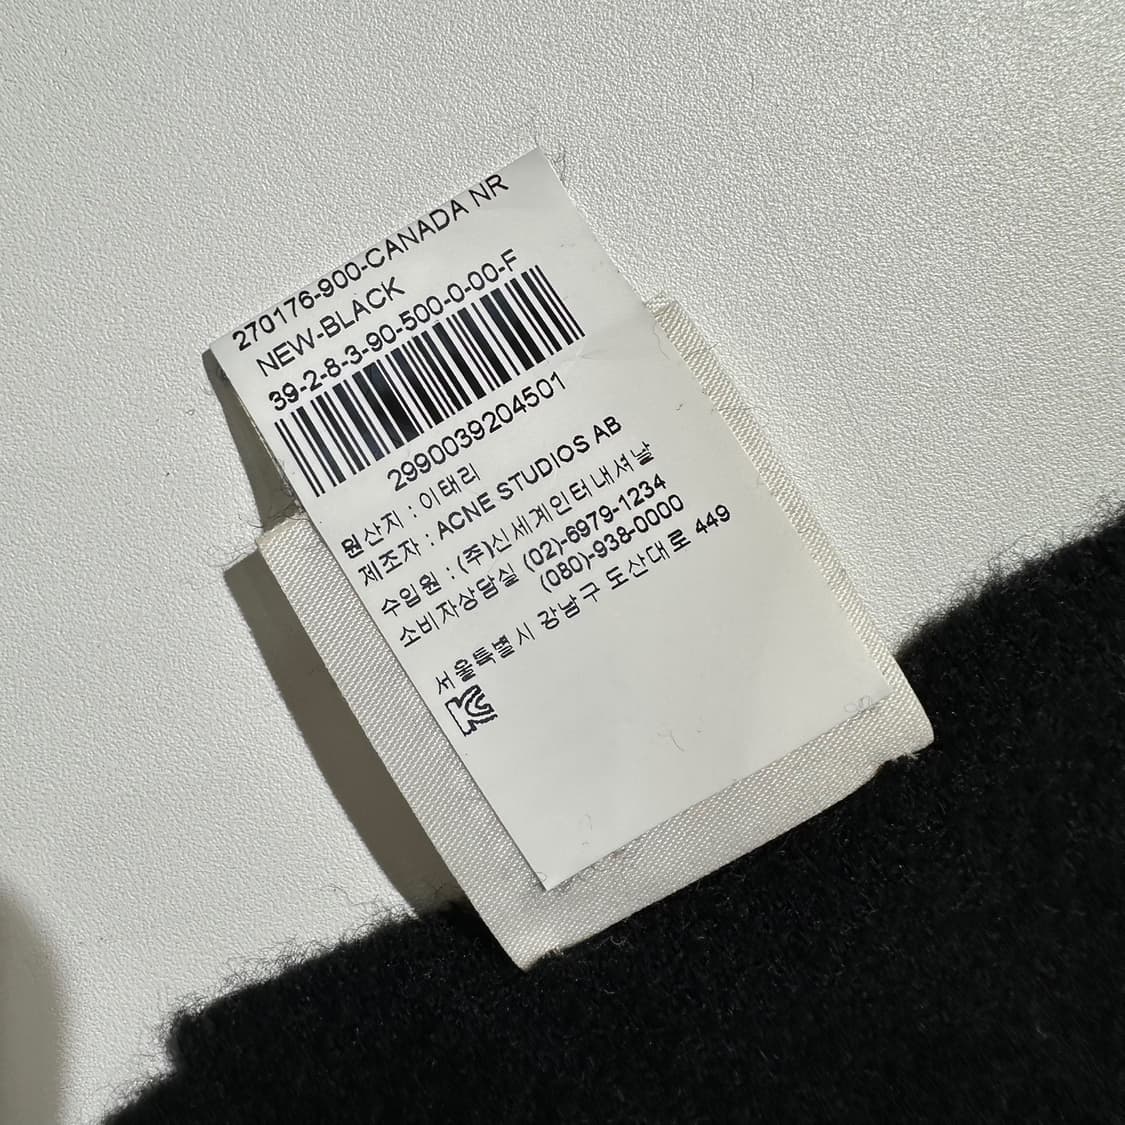 270176-900-CANADA NR
NEW-BLACK
39-2-8-3-90-500-0-00-F
2990039204501
원산지 : 이태리
제조자 : ACNE STUDIOS AB
수입원 : (주)신세계인터내셔날
소비자상담실 (02)-6979-1234
(080)-938-0000
서울특별시 강남구 도산대로 449